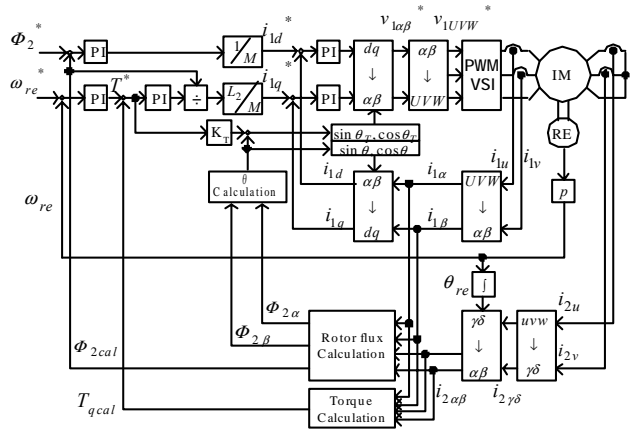 Φ2* PI 1/M i1d* PI dq ↓ αβ v1αβ* αβ ↓ UVW v1UVW* PWM VSI IM
ωre* PI T* PI ÷ L2/M i1q* PI
KT sin θT, cos θT
sin θ, cos θ
RE
θ
Calculation
i1d αβ ↓ dq i1α UVW ↓ αβ i1u i1v p
i1q i1β
ωre
θre ∫
Φ2α
Φ2β
Φ2cal
Rotor flux
Calculation
γδ ↓ αβ uvw ↓ γδ i2u
i2v
i2αβ i2γδ
Tqcal
Torque
Calculation